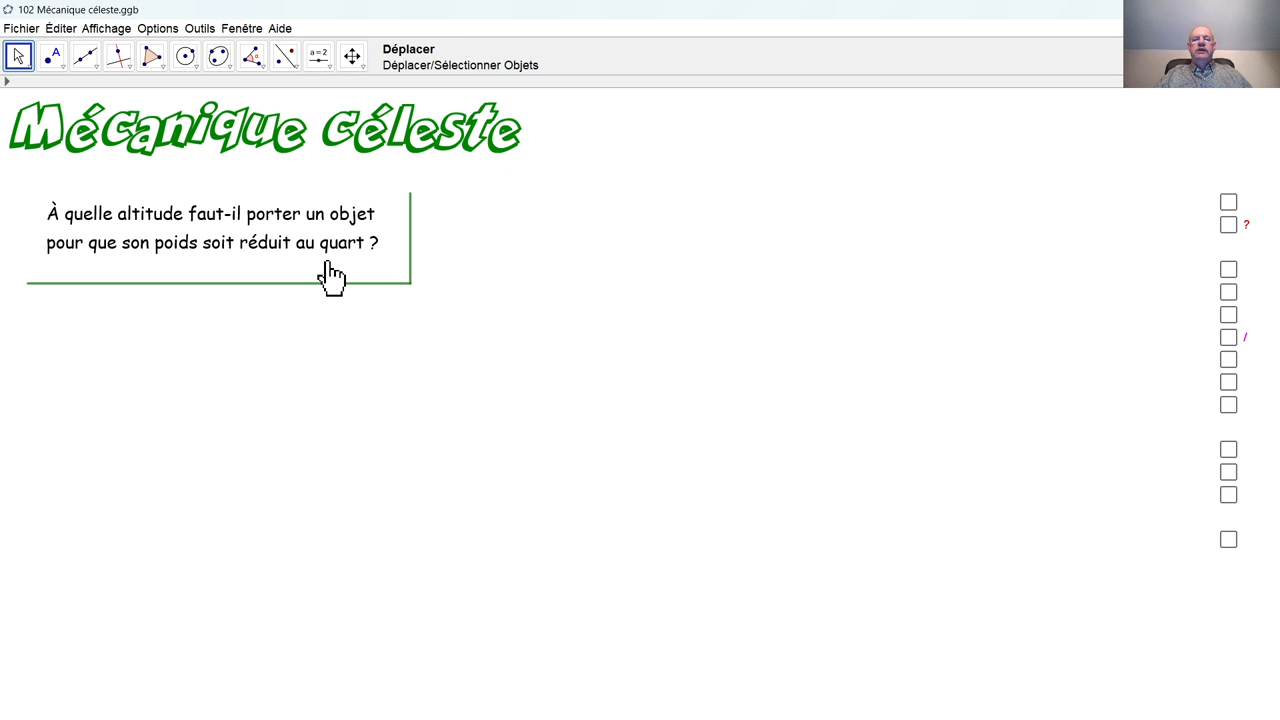 102 Mécanique céleste.ggb
Fichier Éditer Affichage Options Outils Fenêtre Aide
A
a=2
Déplacer
Déplacer/Sélectionner Objets
Mécanique céleste
À quelle altitude faut-il porter un objet
pour que son poids soit réduit au quart ?
?
/